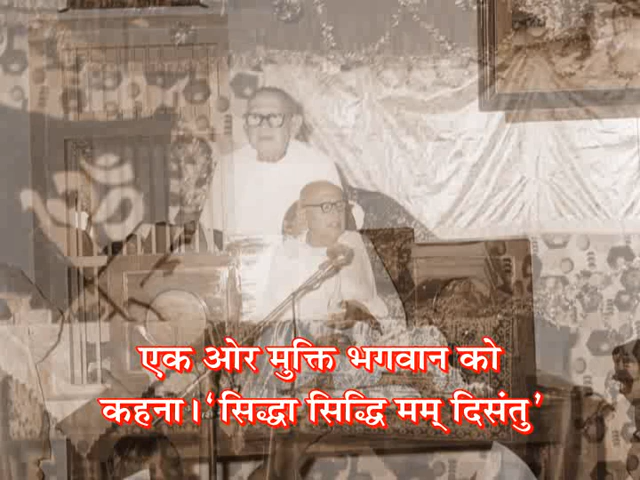 एक ओर मुक्ति भगवान को
कहना।‘सिद्धा सिद्धि मम् दिसंतु’